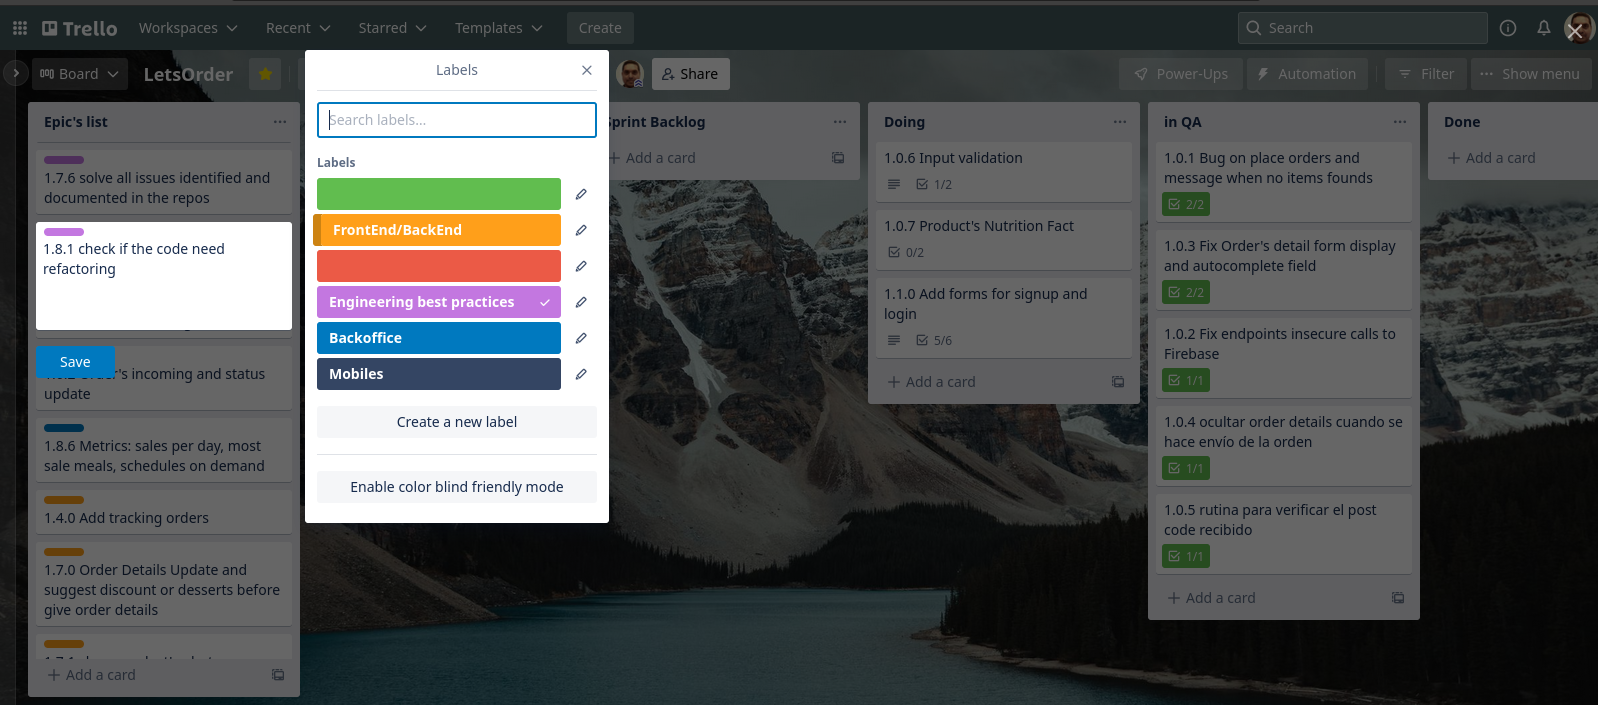 Trello
Workspaces
Recent
Starred
Templates
Create
Search
Board
LetsOrder
Share
Power-Ups
Automation
Filter
Show menu
Labels
Search labels...
Labels
FrontEnd/BackEnd
Engineering best practices
Backoffice
Mobiles
Create a new label
Enable color blind friendly mode
Epic's list
1.7.6 solve all issues identified and
documented in the repos
1.8.1 check if the code need
refactoring
Save
incoming and status
update
1.8.6 Metrics: sales per day, most
sale meals, schedules on demand
1.4.0 Add tracking orders
1.7.0 Order Details Update and
suggest discount or desserts before
give order details
Add a card
Sprint Backlog
Add a card
Doing
1.0.6 Input validation
1/2
1.0.7 Product's Nutrition Fact
0/2
1.1.0 Add forms for signup and
login
5/6
Add a card
in QA
1.0.1 Bug on place orders and
message when no items founds
2/2
1.0.3 Fix Order's detail form display
and autocomplete field
2/2
1.0.2 Fix endpoints insecure calls to
Firebase
1/1
1.0.4 ocultar order details cuando se
hace envío de la orden
1/1
1.0.5 rutina para verificar el post
code recibido
1/1
Add a card
Done
Add a card